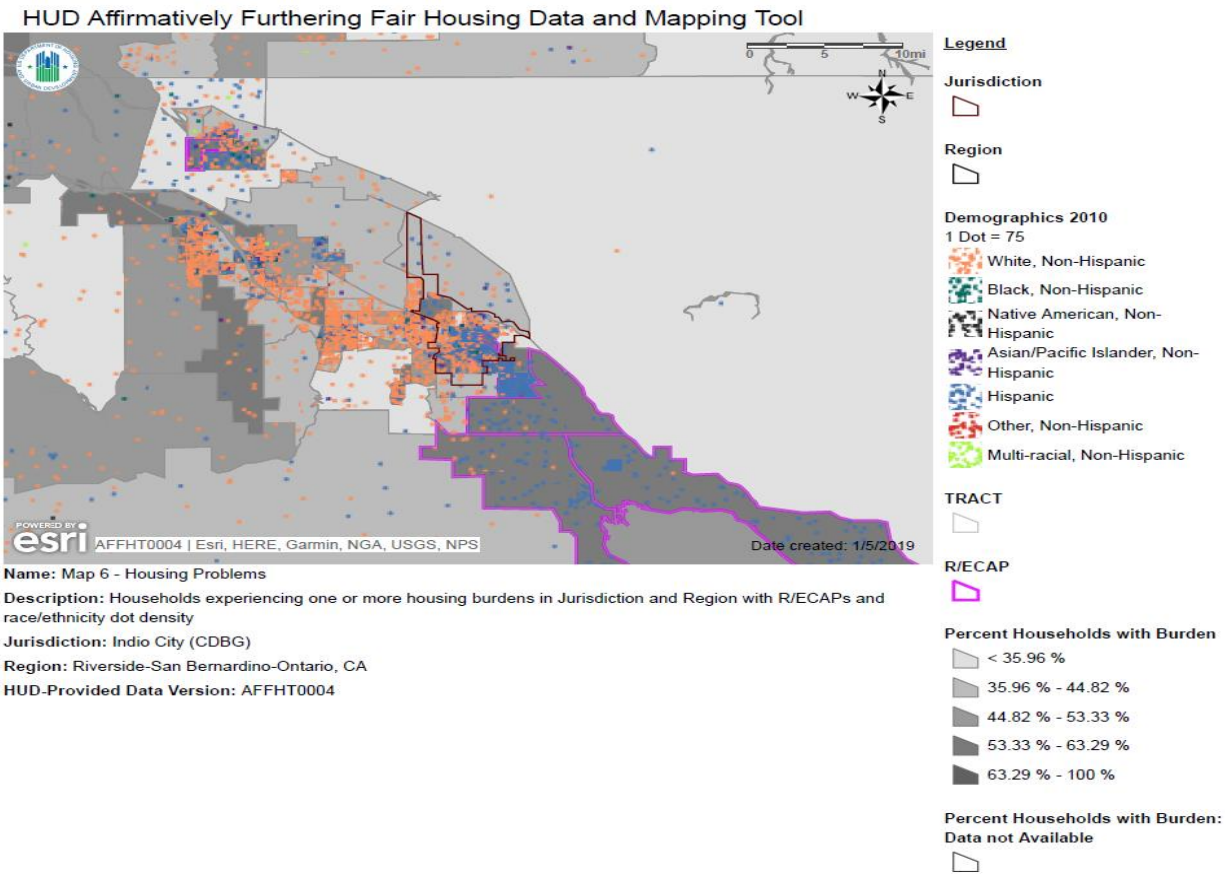 HUD Affirmatively Furthering Fair Housing Data and Mapping Tool
0 5 10mi
N
W E
S
POWERED BY
esri
AFFHT0004 | Esri, HERE, Garmin, NGA, USGS, NPS
Date created: 1/5/2019
Name: Map 6 - Housing Problems
Description: Households experiencing one or more housing burdens in Jurisdiction and Region with R/ECAPs and
race/ethnicity dot density
Jurisdiction: Indio City (CDBG)
Region: Riverside-San Bernardino-Ontario, CA
HUD-Provided Data Version: AFFHT0004
Legend
Jurisdiction
Region
Demographics 2010
1 Dot = 75
White, Non-Hispanic
Black, Non-Hispanic
Native American, Non-
Hispanic
Asian/Pacific Islander, Non-
Hispanic
Hispanic
Other, Non-Hispanic
Multi-racial, Non-Hispanic
TRACT
R/ECAP
Percent Households with Burden
< 35.96 %
35.96 % - 44.82 %
44.82 % - 53.33 %
53.33 % - 63.29 %
63.29 % - 100 %
Percent Households with Burden:
Data not Available